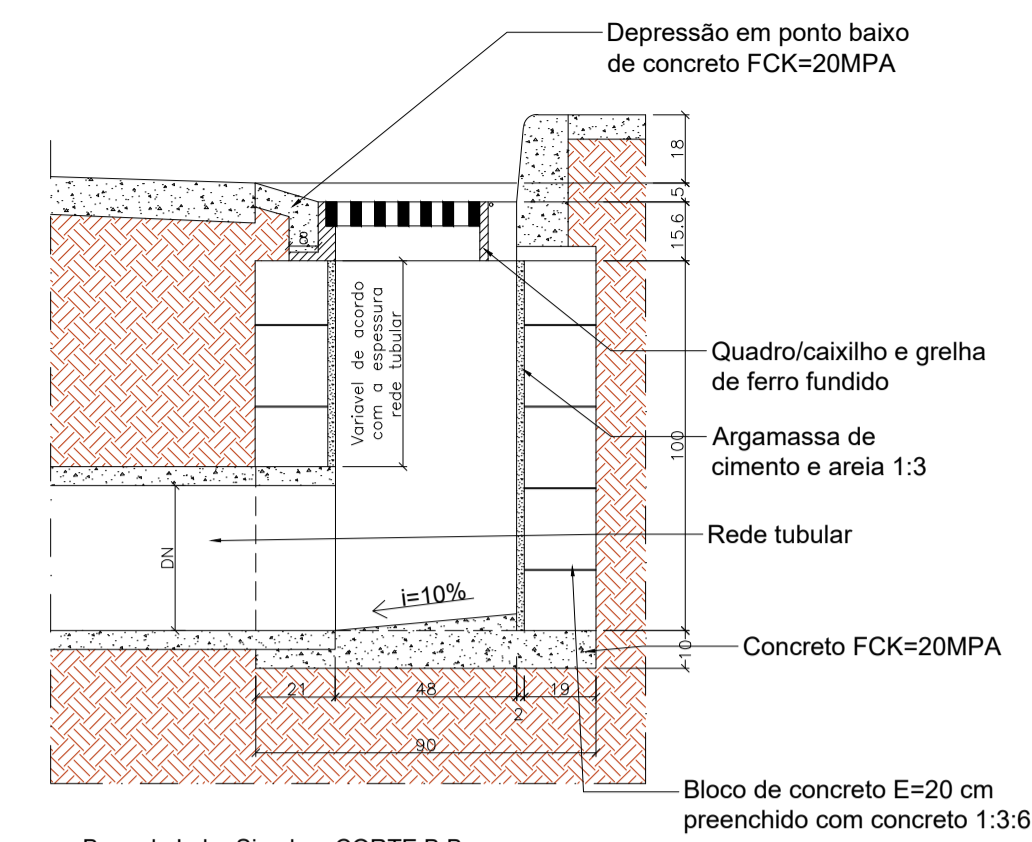 Depressão em ponto baixo
de concreto FCK=20MPA
18
5
15.6
8
Variavel de acordo
com a espessura
rede tubular
Quadro/caixilho e grelha
de ferro fundido
Argamassa de
cimento e areia 1:3
100
Rede tubular
DN
i=10%
Concreto FCK=20MPA
10
21
48
2
19
90
Bloco de concreto E=20 cm
preenchido com concreto 1:3:6